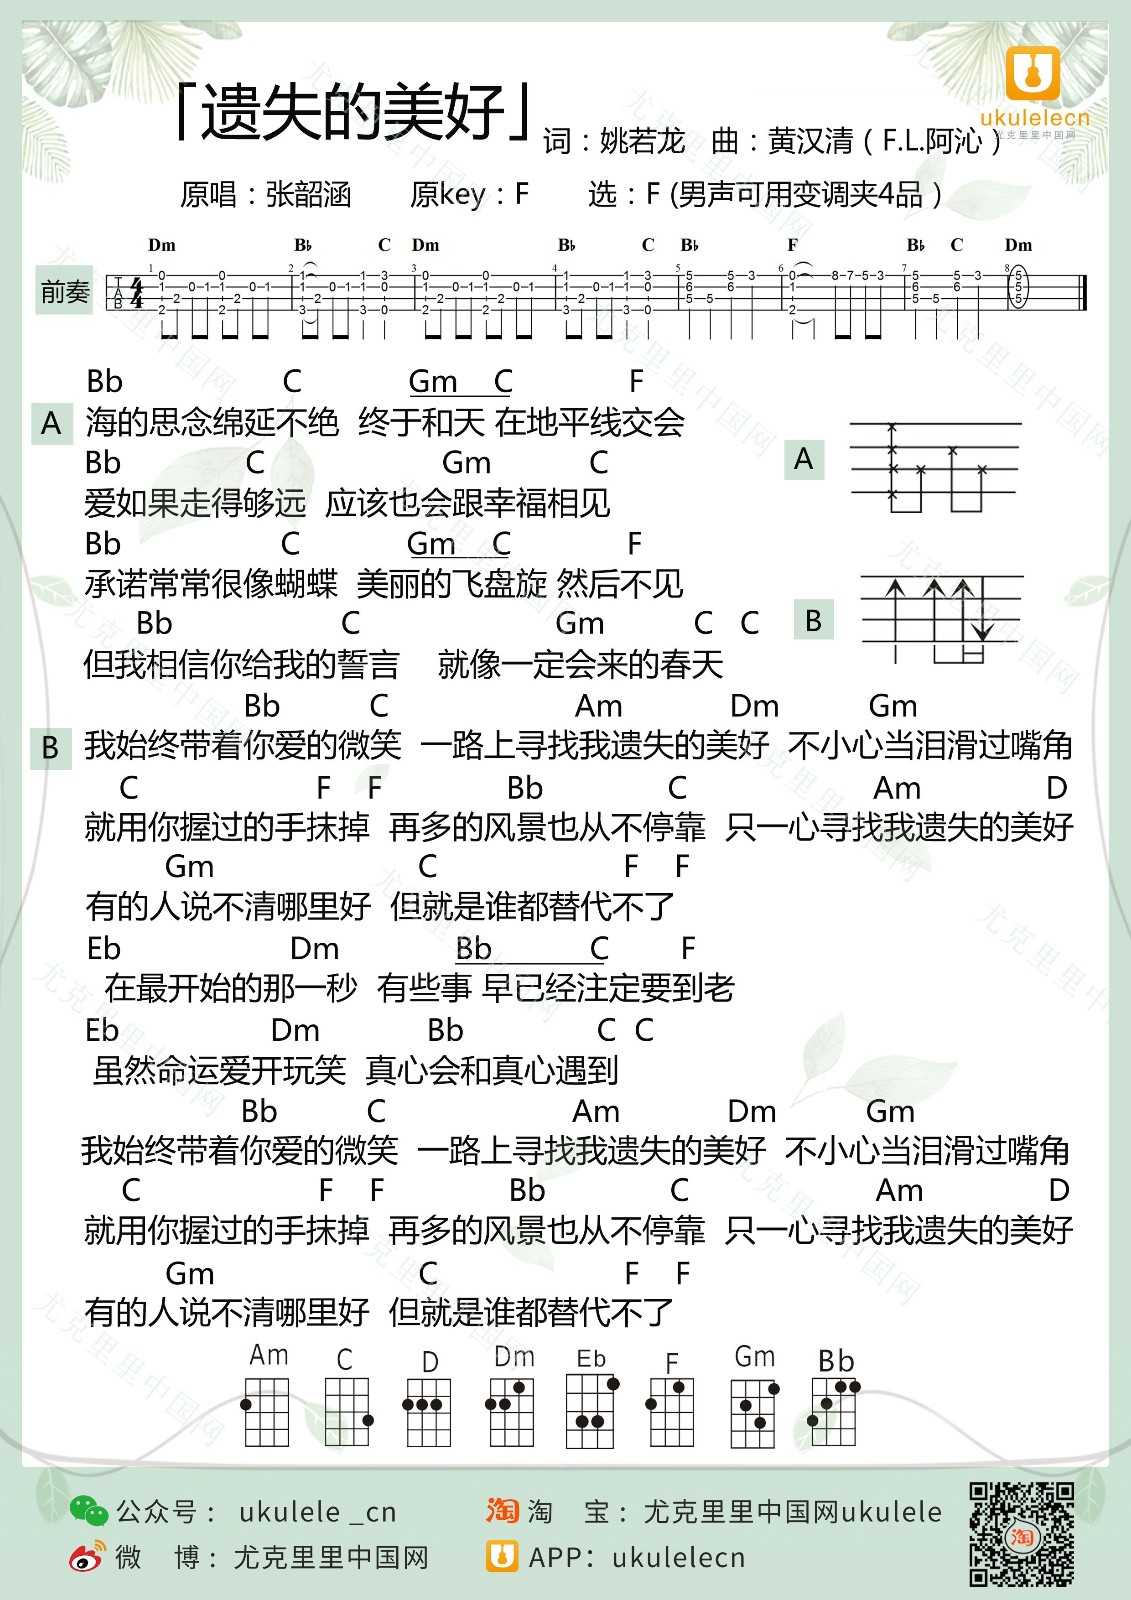 「遗失的美好」
词：姚若龙 曲：黄汉清（F.L.阿沁）
ukulelecn
尤克里里中国网
原唱：张韶涵 原key：F 选：F (男声可用变调夹4品）
Dm Bb C Dm Bb C Bb F Bb C Dm
前奏
Bb C Gm C F
A 海的思念绵延不绝 终于和天 在地平线交会
Bb C Gm C
爱如果走得够远 应该也会跟幸福相见
A
Bb C Gm C F
承诺常常很像蝴蝶 美丽的飞盘旋 然后不见
Bb C Gm C C
B
但我相信你给我的誓言 就像一定会来的春天
Bb C Am Dm Gm
B 我始终带着你爱的微笑 一路上寻找我遗失的美好 不小心当泪滑过嘴角
C F F Bb C Am D
就用你握过的手抹掉 再多的风景也从不停靠 只一心寻找我遗失的美好
Gm C F F
有的人说不清哪里好 但就是谁都替代不了
Eb Dm Bb C F
在最开始的那一秒 有些事 早已经注定要到老
Eb Dm Bb C C
虽然命运爱开玩笑 真心会和真心遇到
Bb C Am Dm Gm
我始终带着你爱的微笑 一路上寻找我遗失的美好 不小心当泪滑过嘴角
C F F Bb C Am D
就用你握过的手抹掉 再多的风景也从不停靠 只一心寻找我遗失的美好
Gm C F F
有的人说不清哪里好 但就是谁都替代不了
Am C D Dm Eb F Gm Bb
公众号： ukulele _cn 淘 淘 宝：尤克里里中国网ukulele
微 博：尤克里里中国网 APP：ukulelecn
淘